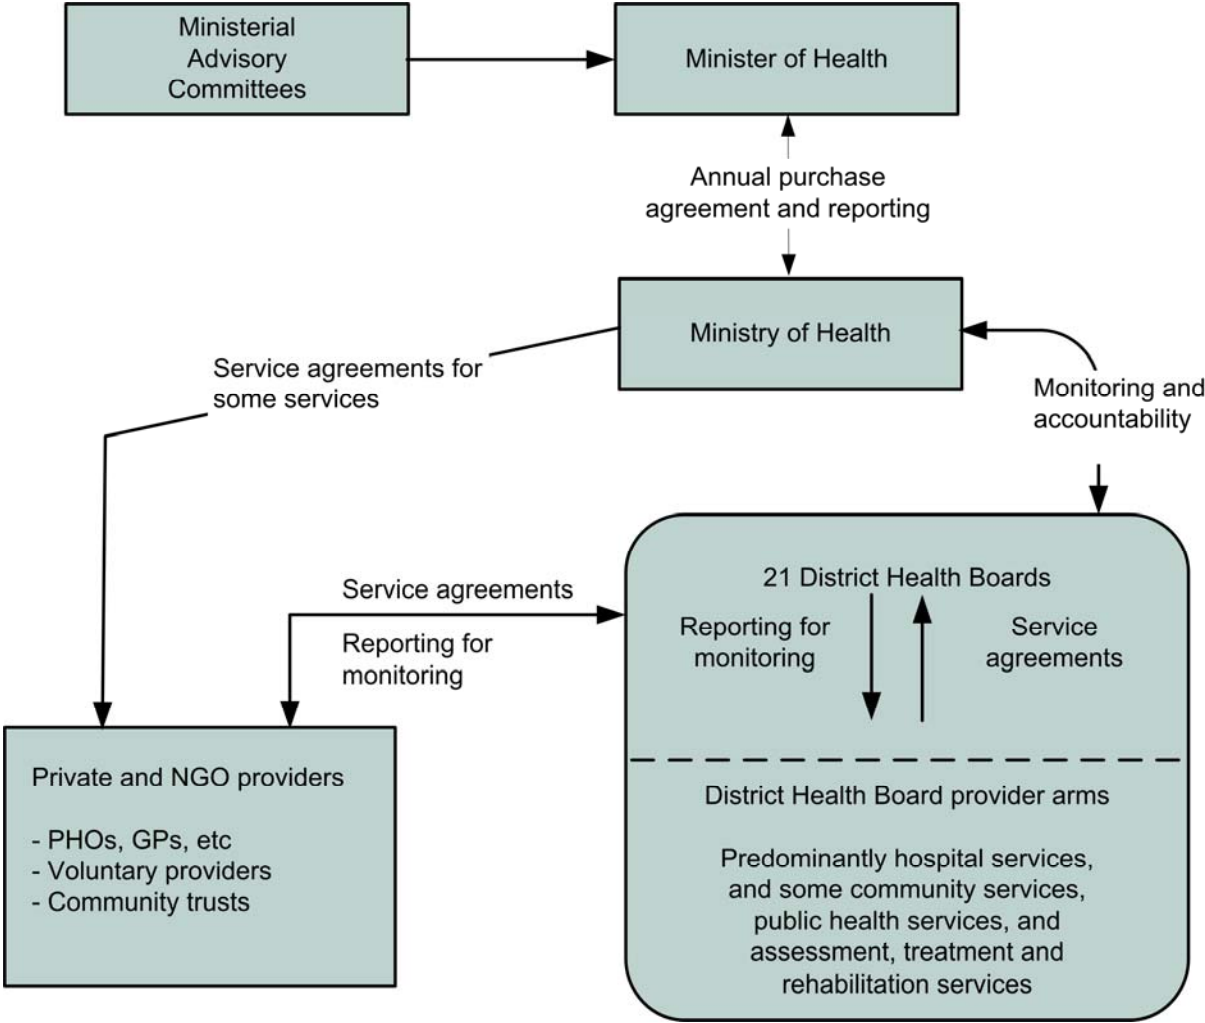 Ministerial
Advisory
Committees
Minister of Health
Annual purchase
agreement and reporting
Ministry of Health
Service agreements for
some services
Monitoring and
accountability
21 District Health Boards
Reporting for
monitoring
Service
agreements
Service agreements
Reporting for
monitoring
Private and NGO providers
- PHOs, GPs, etc
- Voluntary providers
- Community trusts
District Health Board provider arms
Predominantly hospital services,
and some community services,
public health services, and
assessment, treatment and
rehabilitation services